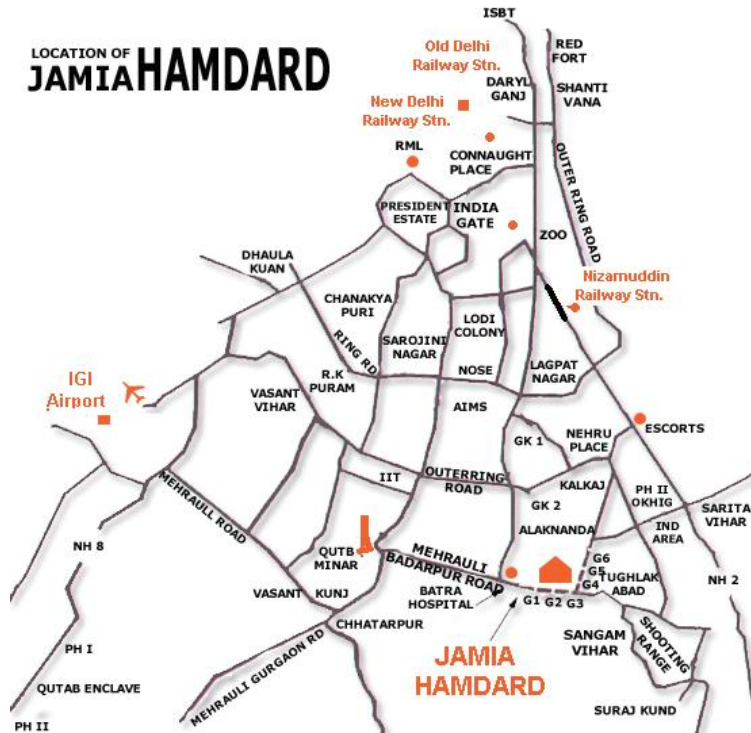 LOCATION OF
JAMIA HAMDARD
ISBT
Old Delhi
Railway Stn.
RED
FORT
DARYL
GANJ
SHANTI
VANA
New Delhi
Railway Stn.
RML
CONNAUGHT
PLACE
OUTER RING ROAD
PRESIDENT
ESTATE
INDIA
GATE
ZOO
DHAULA
KUAN
Nizamuddin
Railway Stn.
CHANAKYA
PURI
LODI
COLONY
RING RD
SAROJINI
NAGAR
LAGPAT
NAGAR
NOSE
R.K
PURAM
IGI
Airport
VASANT
VIHAR
AIMS
ESCORTS
GK 1
NEHRU
PLACE
IIT
OUTERRING
ROAD
KALKAJ
PH II
OKHIG
MEHRAULL ROAD
GK 2
SARITA
VIHAR
ALAKNANDA
IND
AREA
NH 8
QUTB
MINAR
MEHRAULI
BADARPUR ROAD
G6
G5
G4
TUGHLAK
ABAD
NH 2
VASANT KUNJ
BATRA
HOSPITAL
G1 G2 G3
CHHATARPUR
SANGAM
VIHAR
SHOOTING
RANGE
JAMIA
HAMDARD
PH I
MEHRAULI GURGAON RD
QUTAB ENCLAVE
SURAJ KUND
PH II